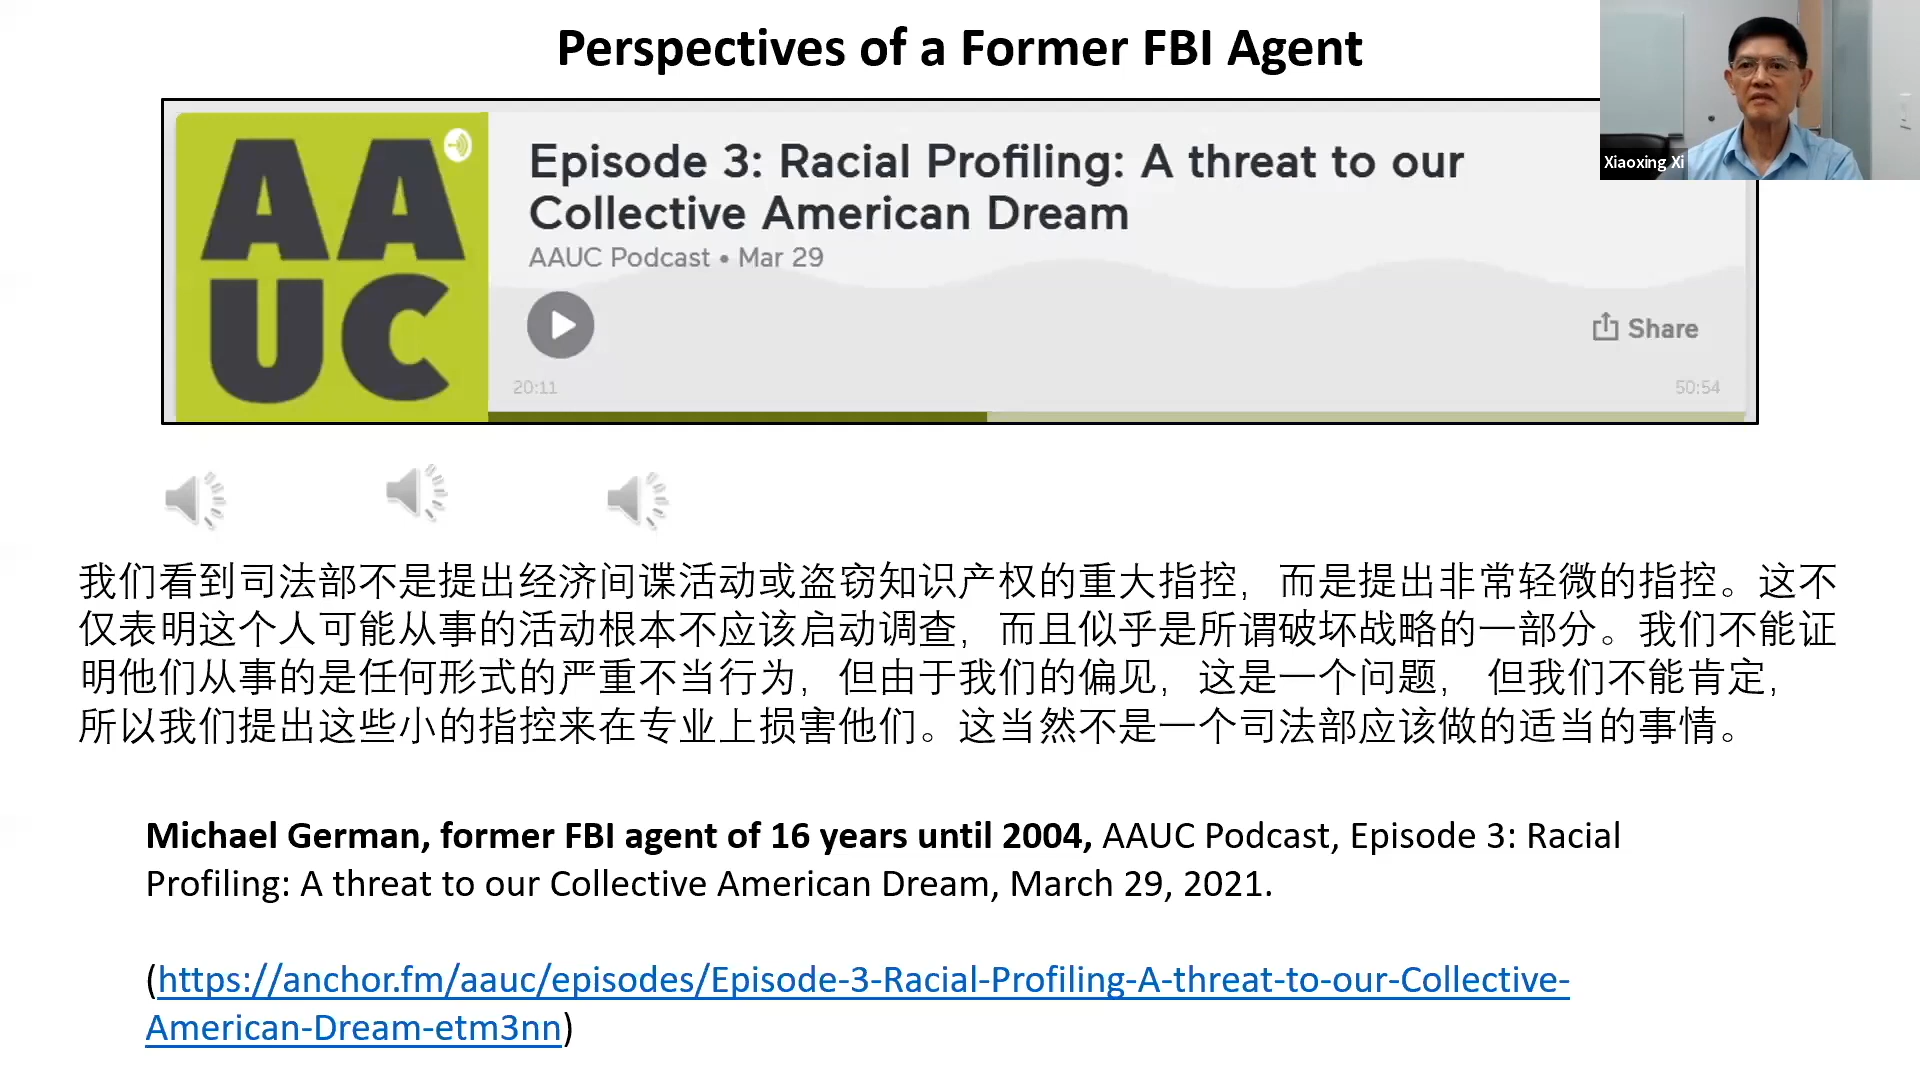 Perspectives of a Former FBI Agent
Xiaoxing Xi
AA
UC
Episode 3: Racial Profiling: A threat to our
Collective American Dream
AAUC Podcast • Mar 29
Share
20:11
50:54
我们看到司法部不是提出经济间谍活动或盗窃知识产权的重大指控，而是提出非常轻微的指控。这不
仅表明这个人可能从事的活动根本不应该启动调查，而且似乎是所谓破坏战略的一部分。我们不能证
明他们从事的是任何形式的严重不当行为，但由于我们的偏见，这是一个问题， 但我们不能肯定，
所以我们提出这些小的指控来在专业上损害他们。这当然不是一个司法部应该做的适当的事情。
Michael German, former FBI agent of 16 years until 2004, AAUC Podcast, Episode 3: Racial
Profiling: A threat to our Collective American Dream, March 29, 2021.
(https://anchor.fm/aauc/episodes/Episode-3-Racial-Profiling-A-threat-to-our-Collective-
American-Dream-etm3nn)